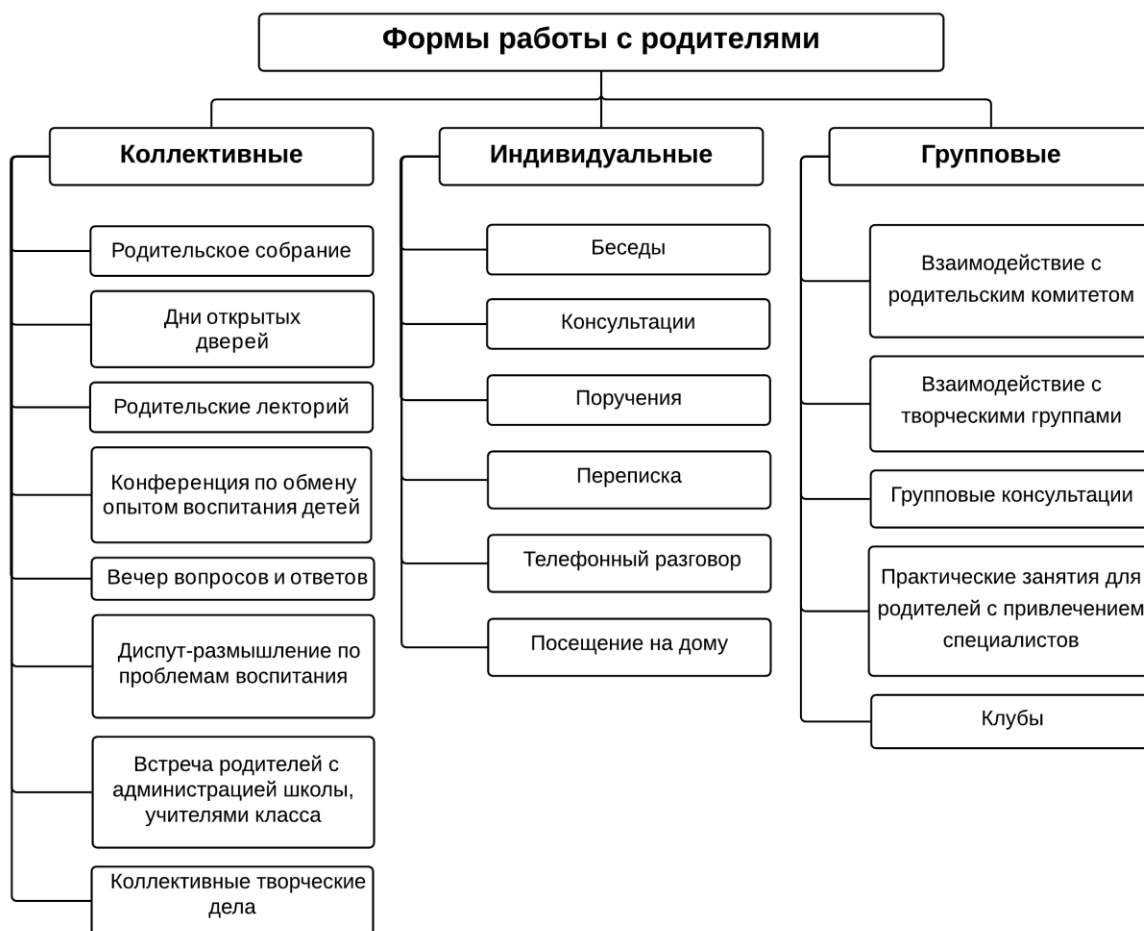 Формы работы с родителями
Коллективные
Родительское собрание
Дни открытых
дверей
Родительские лекторий
Конференция по обмену
опытом воспитания детей
Вечер вопросов и ответов
Диспут-размышление по
проблемам воспитания
Встреча родителей с
администрацией школы,
учителями класса
Коллективные творческие
дела
Индивидуальные
Беседы
Консультации
Поручения
Переписка
Телефонный разговор
Посещение на дому
Групповые
Взаимодействие с
родительским комитетом
Взаимодействие с
творческими группами
Групповые консультации
Практические занятия для
родителей с привлечением
специалистов
Клубы